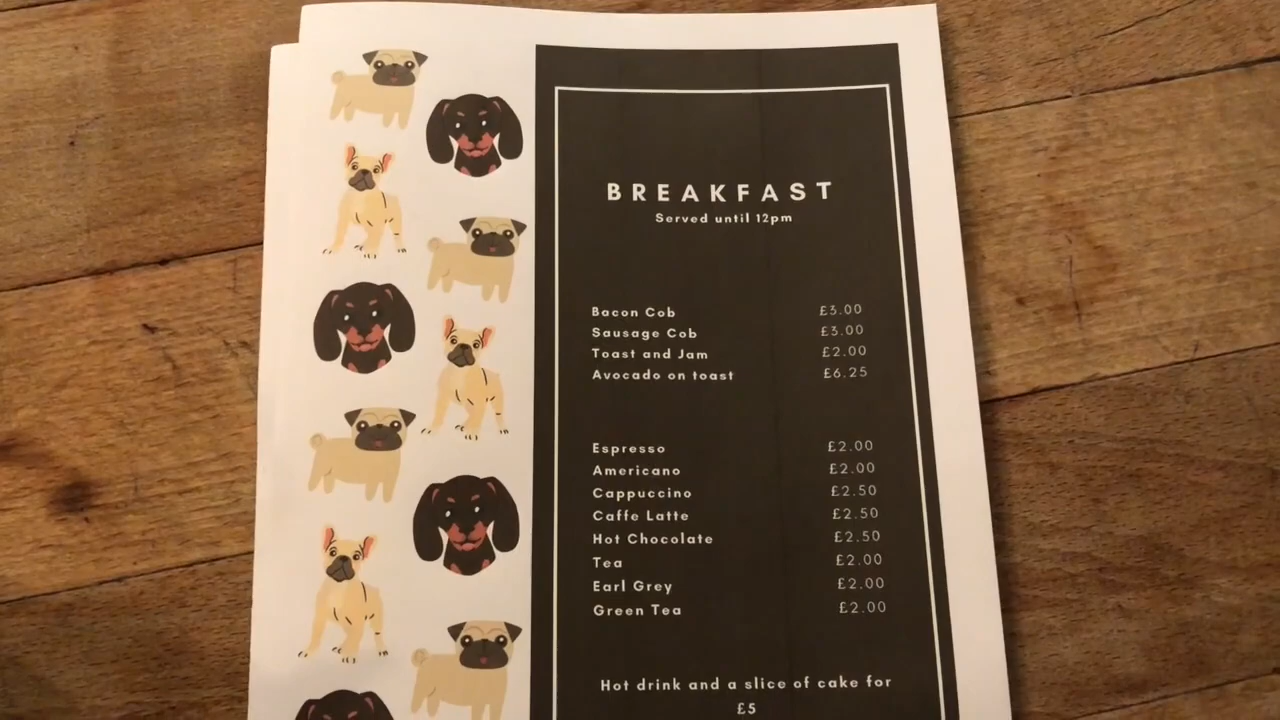 BREAKFAST
Served until 12pm
Bacon Cob £3.00
Sausage Cob £3.00
Toast and Jam £2.00
Avocado on toast £6.25
Espresso £2.00
Americano £2.00
Cappuccino £2.50
Caffe Latte £2.50
Hot Chocolate £2.50
Tea £2.00
Earl Grey £2.00
Green Tea £2.00
Hot drink and a slice of cake for
£5